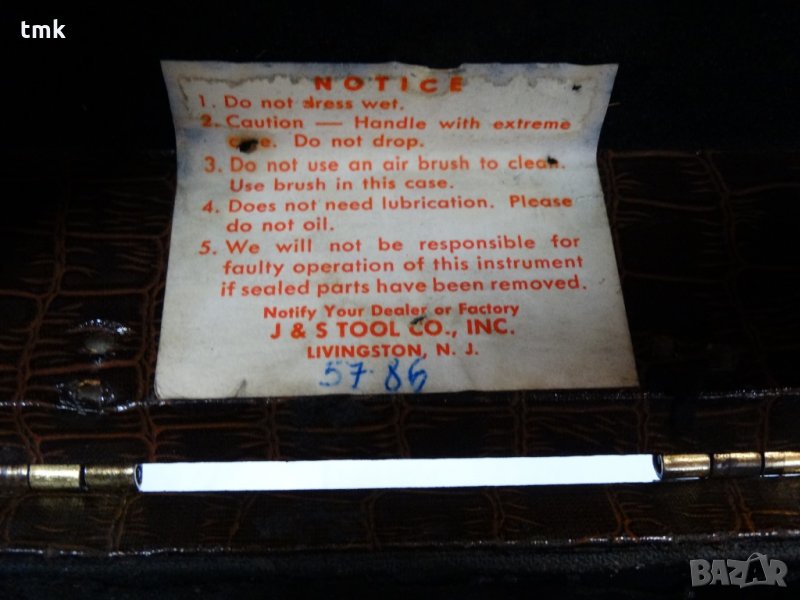 tmk
NOTICE
1. Do not dress wet.
2. Caution — Handle with extreme
care. Do not drop.
3. Do not use an air brush to clean.
Use brush in this case.
4. Does not need lubrication. Please
do not oil.
5. We will not be responsible for
faulty operation of this instrument
if sealed parts have been removed.
Notify Your Dealer or Factory
J & S TOOL CO., INC.
LIVINGSTON, N. J.
57-86
BAZAR